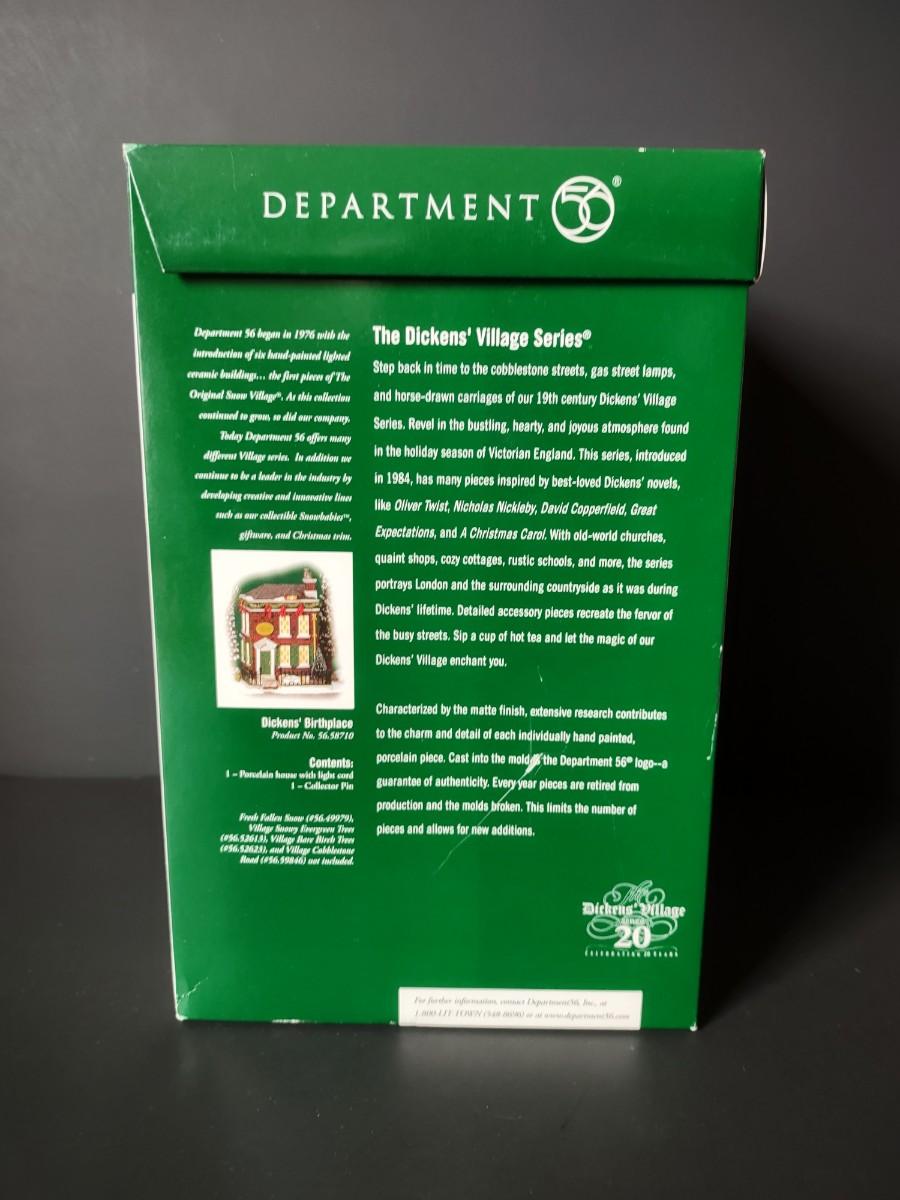 DEPARTMENT 56®
Department 56 began in 1976 with the
introduction of six hand-painted lighted
ceramic buildings... the first pieces of The
Original Snow Village®. As this collection
continued to grow, so did our company.
Today Department 56 offers many
different Village series. In addition we
continue to be a leader in the industry by
developing creative and innovative lines
such as our collectible Snowbabies™,
giftware, and Christmas trim.
Dickens' Birthplace
Product No. 56.58710
Contents:
1 – Porcelain house with light cord
1 – Collector Pin
Fresh Fallen Snow (#56.49979),
Village Snowy Evergreen Trees
(#56.52613), Village Bare Birch Trees
(#56.52623), and Village Cobblestone
Road (#56.59846) not included.
The Dickens' Village Series®
Step back in time to the cobblestone streets, gas street lamps,
and horse-drawn carriages of our 19th century Dickens' Village
Series. Revel in the bustling, hearty, and joyous atmosphere found
in the holiday season of Victorian England. This series, introduced
in 1984, has many pieces inspired by best-loved Dickens' novels,
like Oliver Twist, Nicholas Nickleby, David Copperfield, Great
Expectations, and A Christmas Carol. With old-world churches,
quaint shops, cozy cottages, rustic schools, and more, the series
portrays London and the surrounding countryside as it was during
Dickens' lifetime. Detailed accessory pieces recreate the fervor of
the busy streets. Sip a cup of hot tea and let the magic of our
Dickens' Village enchant you.
Characterized by the matte finish, extensive research contributes
to the charm and detail of each individually hand painted,
porcelain piece. Cast into the mold is the Department 56® logo--a
guarantee of authenticity. Every year pieces are retired from
production and the molds broken. This limits the number of
pieces and allows for new additions.
The
Dickens' Village
Series
20
CELEBRATING 20 YEARS
For further information, contact Department56, Inc., at
1-800-LIT-TOWN (548-8696) or at www.department56.com